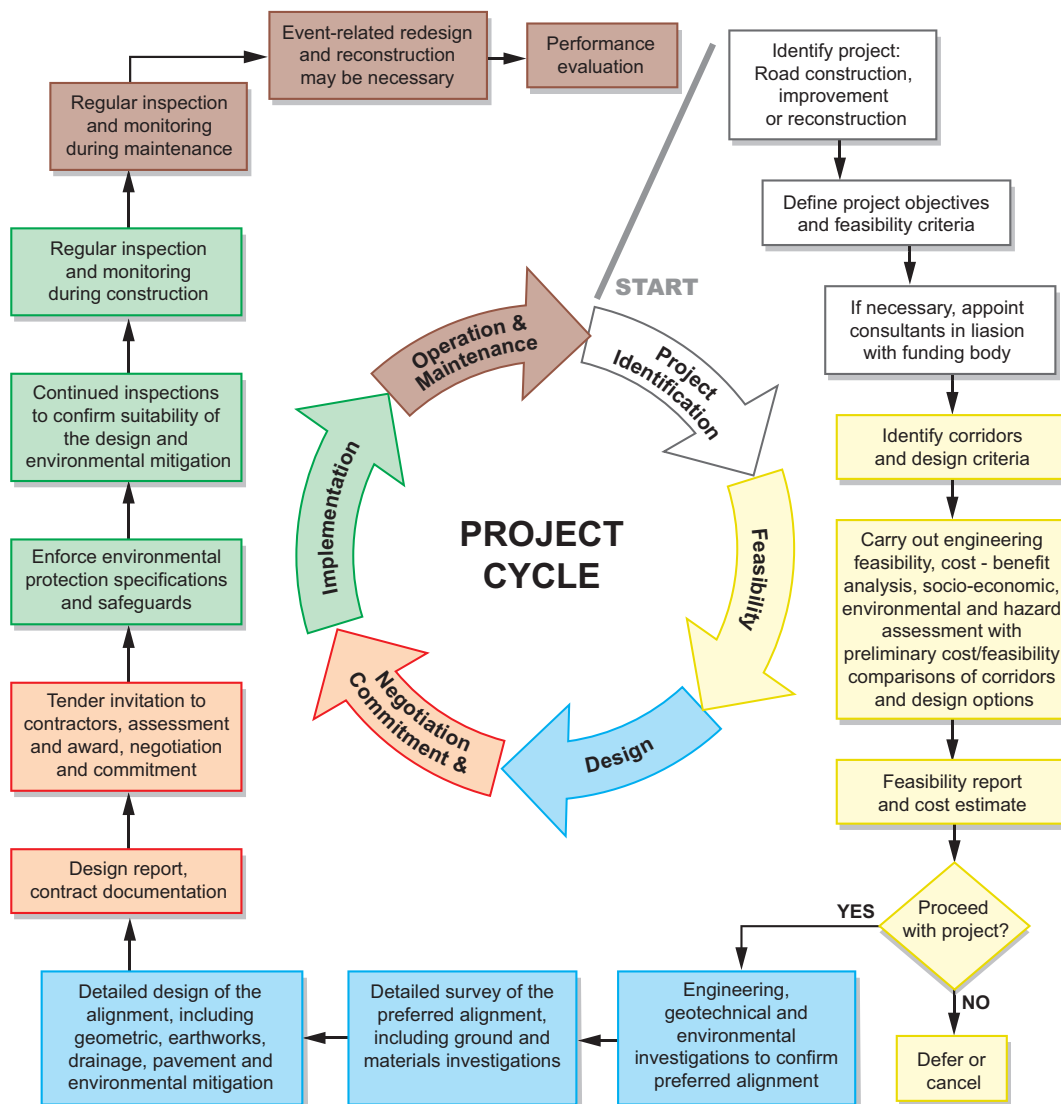 Identify project:
Road construction,
improvement
or reconstruction
Define project objectives
and feasibility criteria
If necessary, appoint
consultants in liasion
with funding body
Identify corridors
and design criteria
Carry out engineering
feasibility, cost - benefit
analysis, socio-economic,
environmental and hazard
assessment with
preliminary cost/feasibility
comparisons of corridors
and design options
Feasibility report
and cost estimate
Proceed
with project?
YES
NO
Defer or
cancel
Engineering,
geotechnical and
environmental
investigations to confirm
preferred alignment
Detailed survey of the
preferred alignment,
including ground and
materials investigations
Detailed design of the
alignment, including
geometric, earthworks,
drainage, pavement and
environmental mitigation
Design report,
contract documentation
Tender invitation to
contractors, assessment
and award, negotiation
and commitment
Enforce environmental
protection specifications
and safeguards
Continued inspections
to confirm suitability of
the design and
environmental mitigation
Regular inspection
and monitoring
during construction
Regular inspection
and monitoring
during maintenance
Event-related redesign
and reconstruction
may be necessary
Performance
evaluation
START
PROJECT
CYCLE
Project
Identification
Feasibility
Design
Negotiation
Commitment &
Implementation
Operation &
Maintenance